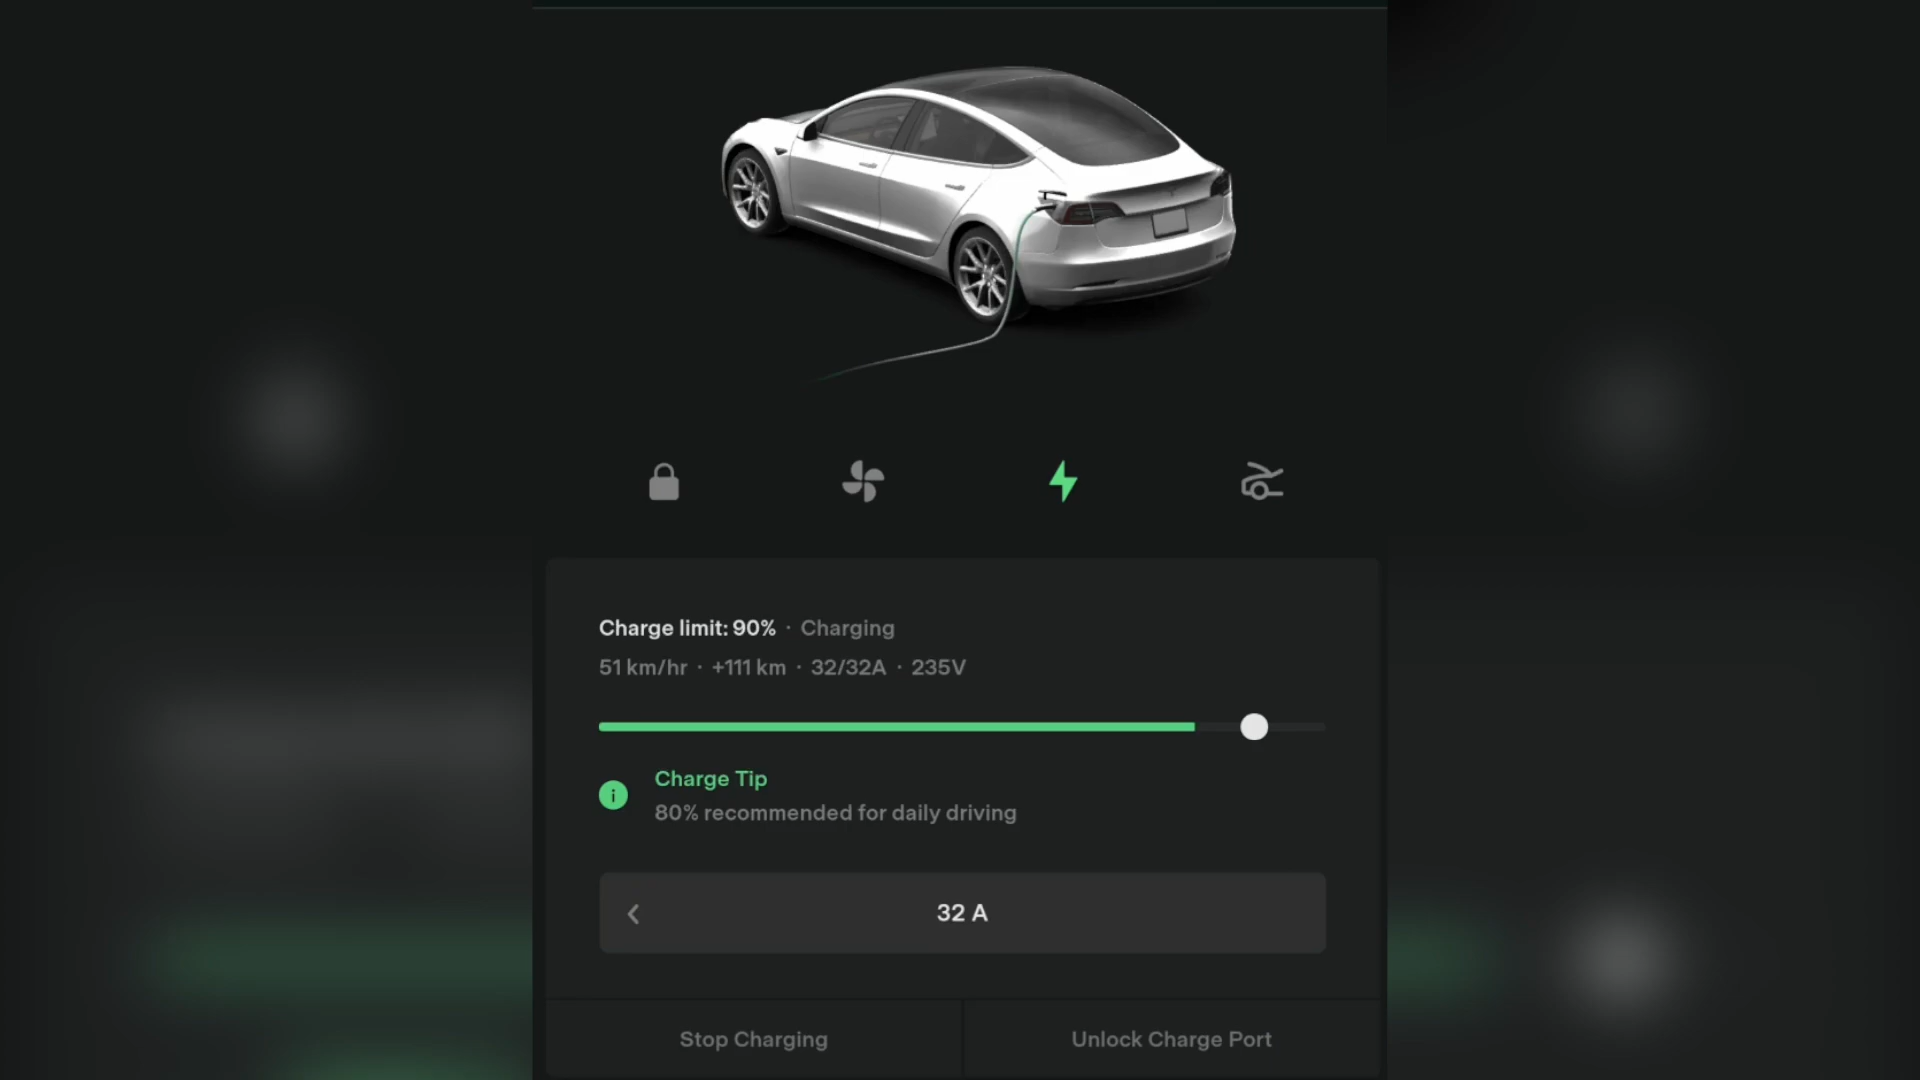 Charge limit: 90% · Charging
51 km/hr · +111 km · 32/32A · 235V
Charge Tip
80% recommended for daily driving
32 A
Stop Charging
Unlock Charge Port